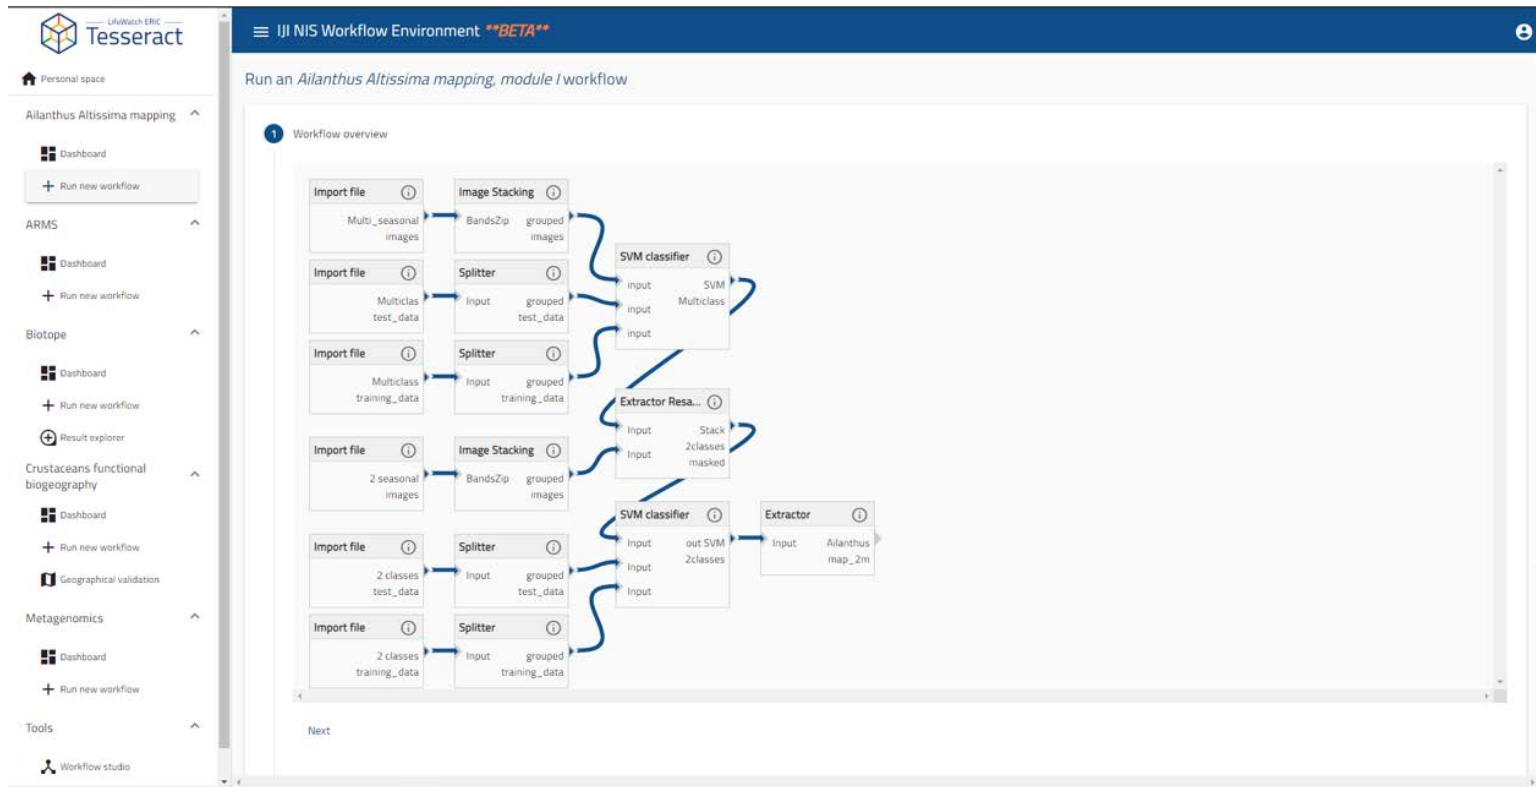 LifeWatch ERIC
Tesseract
Personal space
Ailanthus Altissima mapping
Dashboard
Run new workflow
ARMS
Dashboard
Run new workflow
Biotope
Dashboard
Run new workflow
Result explorer
Crustaceans functional
biogeography
Dashboard
Run new workflow
Geographical validation
Metagenomics
Dashboard
Run new workflow
Tools
Workflow studio
IJI NIS Workflow Environment **BETA**
Run an Ailanthus Altissima mapping, module I workflow
1 Workflow overview
Import file
Multi_seasonal
images
Image Stacking
BandsZip grouped
images
Import file
Multiclas
test_data
Splitter
Input grouped
test_data
Import file
Multiclass
training_data
Splitter
Input grouped
training_data
SVM classifier
input SVM
Multiclass
input
input
Extractor Resa...
Input Stack
2classes
masked
Input
Import file
2 seasonal
images
Image Stacking
BandsZip grouped
images
SVM classifier
Input out SVM
2classes
Input
Input
Extractor
Input Ailanthus
map_2m
Import file
2 classes
test_data
Splitter
Input grouped
test_data
Import file
2 classes
training_data
Splitter
Input grouped
training_data
Next